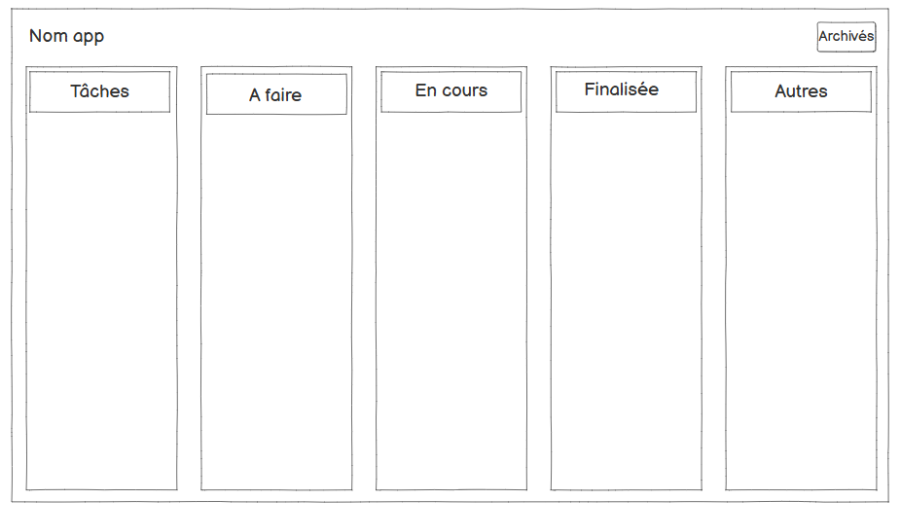 Nom app
Archivés
Tâches
A faire
En cours
Finalisée
Autres